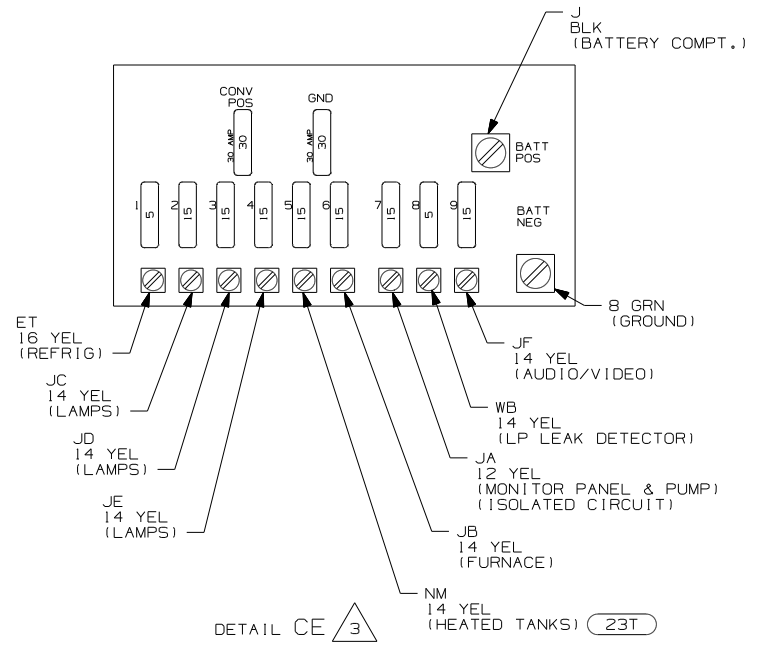 J
BLK
(BATTERY COMPT.)
CONV
POS
GND
30 AMP
30
30 AMP
30
BATT
POS
1
5
2
15
3
15
4
15
5
15
6
15
7
15
8
5
9
15
BATT
NEG
8 GRN
(GROUND)
ET
16 YEL
(REFRIG)
JF
14 YEL
(AUDIO/VIDEO)
JC
14 YEL
(LAMPS)
WB
14 YEL
(LP LEAK DETECTOR)
JD
14 YEL
(LAMPS)
JA
12 YEL
(MONITOR PANEL & PUMP)
(ISOLATED CIRCUIT)
JE
14 YEL
(LAMPS)
JB
14 YEL
(FURNACE)
NM
14 YEL
(HEATED TANKS) 23T
DETAIL CE 3